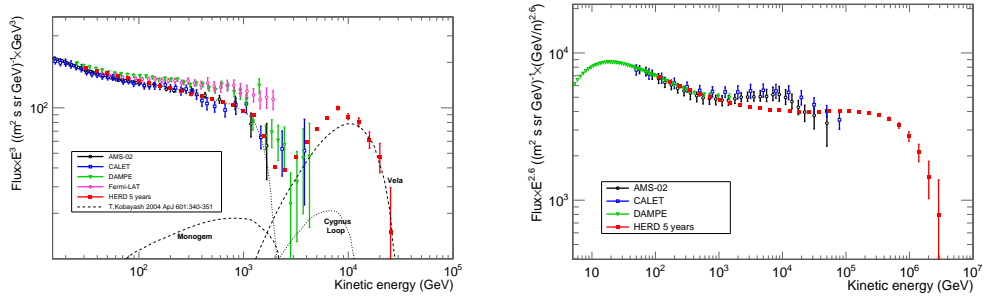 Flux×E³ ((m² s sr GeV)⁻¹×GeV³)
10²
AMS-02
CALET
DAMPE
Fermi-LAT
HERD 5 years
T.Kobayash 2004 ApJ 601:340-351
Monogem
Cygnus
Loop
Vela
10² 10³ 10⁴ 10⁵
Kinetic energy (GeV)
Flux×E²·⁶ ((m² s sr GeV)⁻¹×(GeV/n)²·⁶)
10⁴
10³
AMS-02
CALET
DAMPE
HERD 5 years
10 10² 10³ 10⁴ 10⁵ 10⁶ 10⁷
Kinetic energy (GeV)